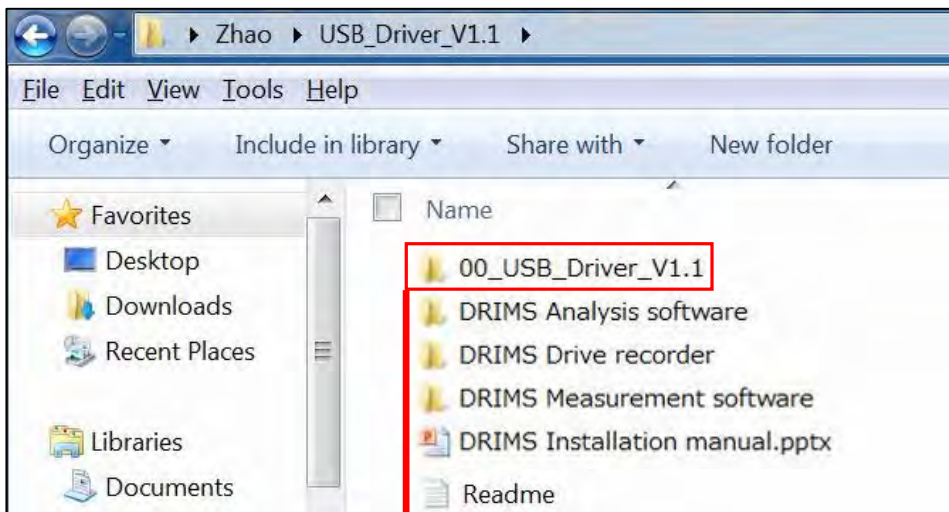 Zhao USB_Driver_V1.1
File Edit View Tools Help
Organize Include in library Share with New folder
Favorites
Desktop
Downloads
Recent Places
Libraries
Documents
Name
00_USB_Driver_V1.1
DRIMS Analysis software
DRIMS Drive recorder
DRIMS Measurement software
DRIMS Installation manual.pptx
Readme